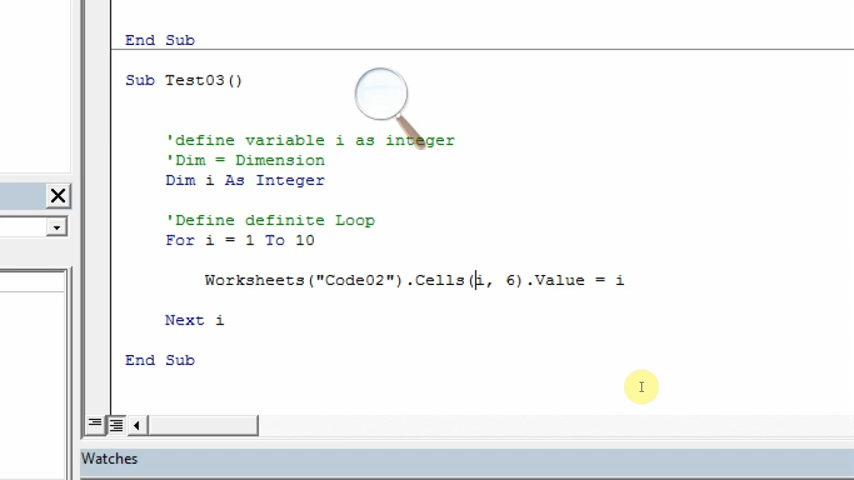 End Sub
Sub Test03()
'define variable i as integer
'Dim = Dimension
Dim i As Integer
'Define definite Loop
For i = 1 To 10
Worksheets("Code02").Cells(i, 6).Value = i
Next i
End Sub
Watches